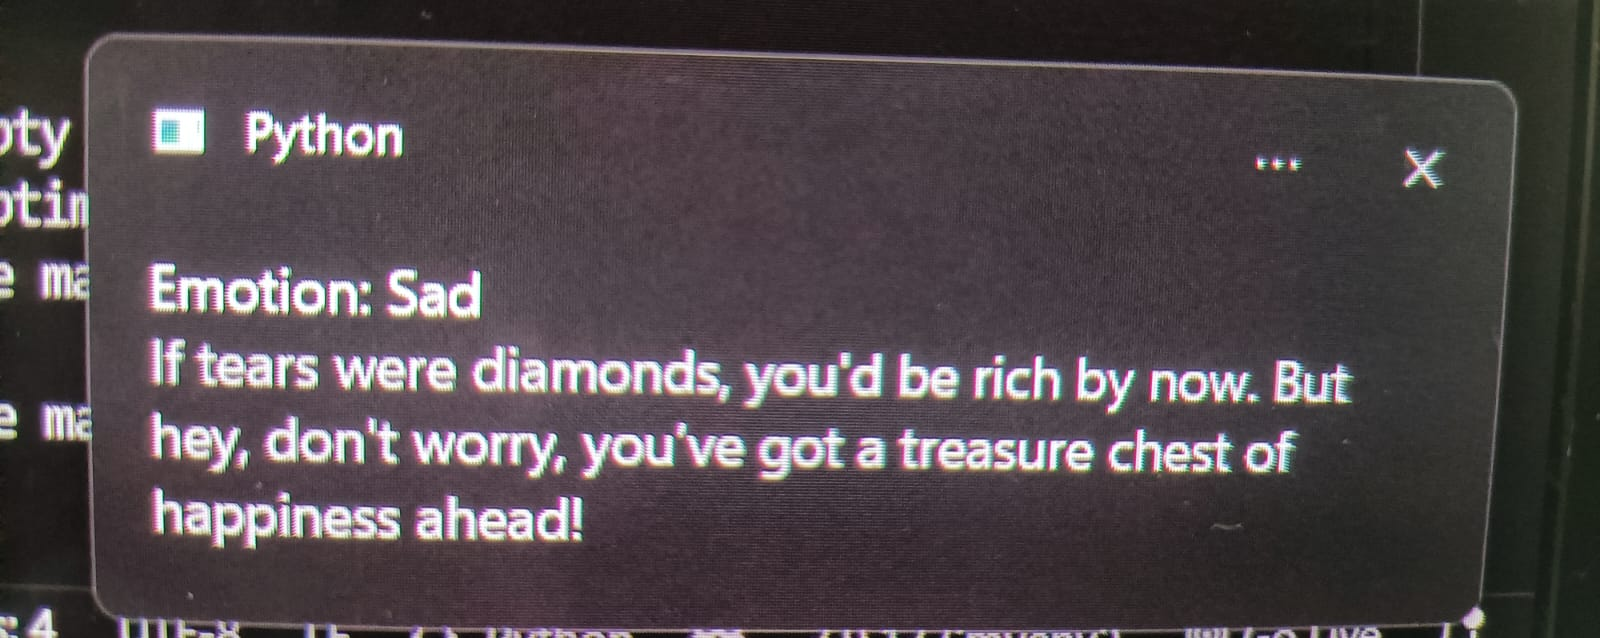 Python
Emotion: Sad
If tears were diamonds, you'd be rich by now. But
hey, don't worry, you've got a treasure chest of
happiness ahead!